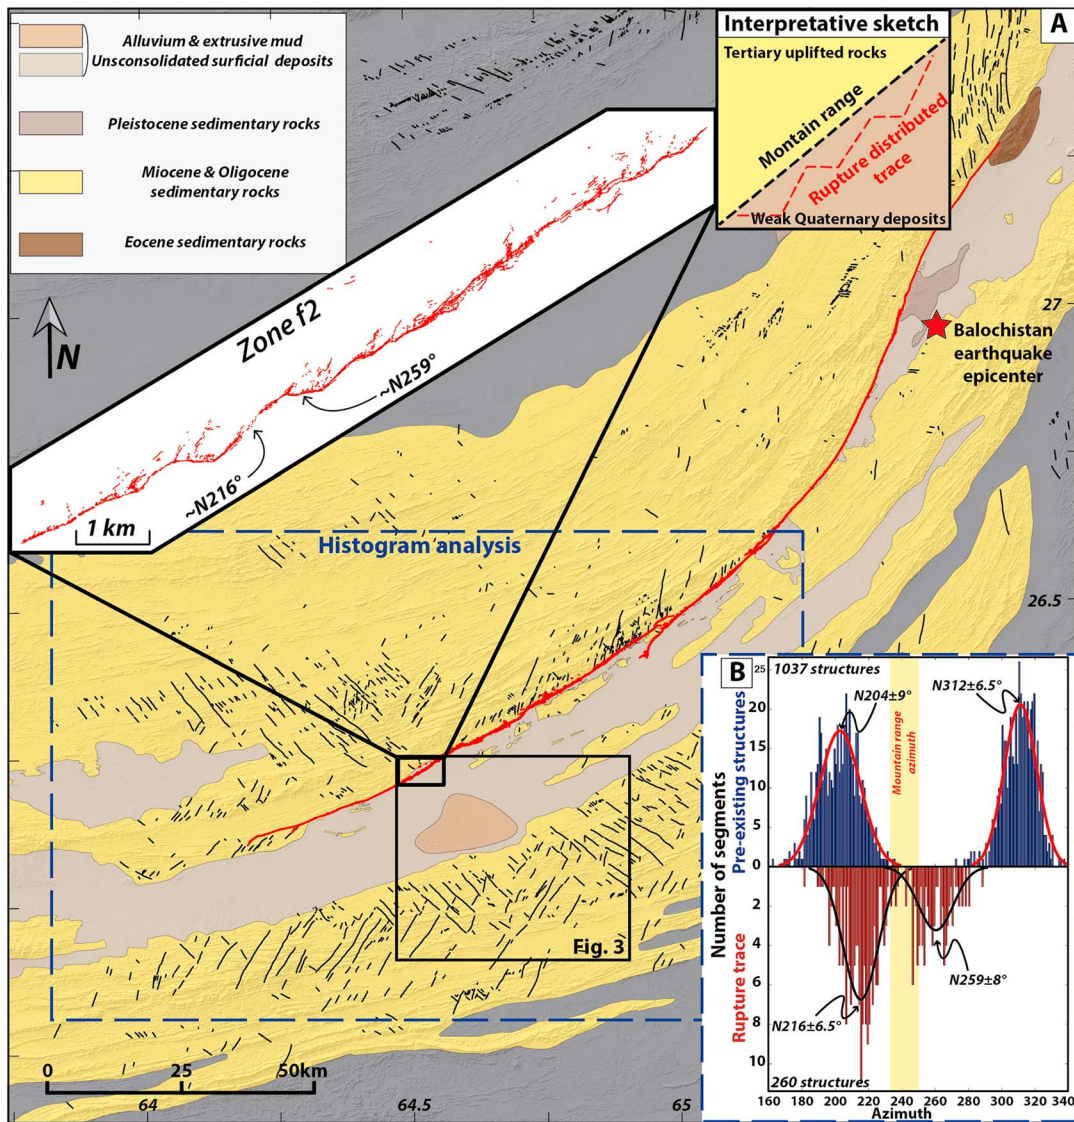 Alluvium & extrusive mud
Unsconsolidated surficial deposits
Pleistocene sedimentary rocks
Miocene & Oligocene
sedimentary rocks
Eocene sedimentary rocks
N
Interpretative sketch
Tertiary uplifted rocks
Montain range
Rupture distributed
trace
Weak Quaternary deposits
A
Zone f2
~N259°
~N216°
1 km
27
Balochistan
earthquake
epicenter
Histogram analysis
26.5
Fig. 3
0 25 50km
64 64.5 65
B
1037 structures
N204±9°
N312±6.5°
Mountain range
azimuth
Number of segments
Pre-existing structures
Rupture trace
25
20
15
10
5
0
2
4
6
8
10
N216±6.5°
N259±8°
260 structures
160 180 200 220 240 260 280 300 320 340
Azimuth